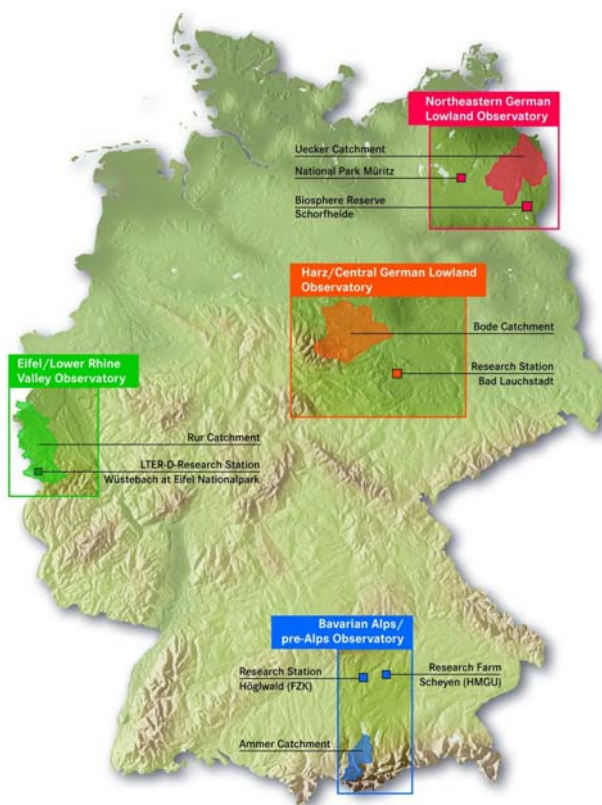 Northeastern German
Lowland Observatory
Uecker Catchment
National Park Müritz
Biosphere Reserve
Schorfheide
Harz/Central German Lowland
Observatory
Bode Catchment
Research Station
Bad Lauchstadt
Eifel/Lower Rhine
Valley Observatory
Rur Catchment
LTER-D-Research Station
Wüstebach at Eifel Nationalpark
Bavarian Alps/
pre-Alps Observatory
Research Station
Höglwald (FZK)
Research Farm
Scheyen (HMGU)
Ammer Catchment